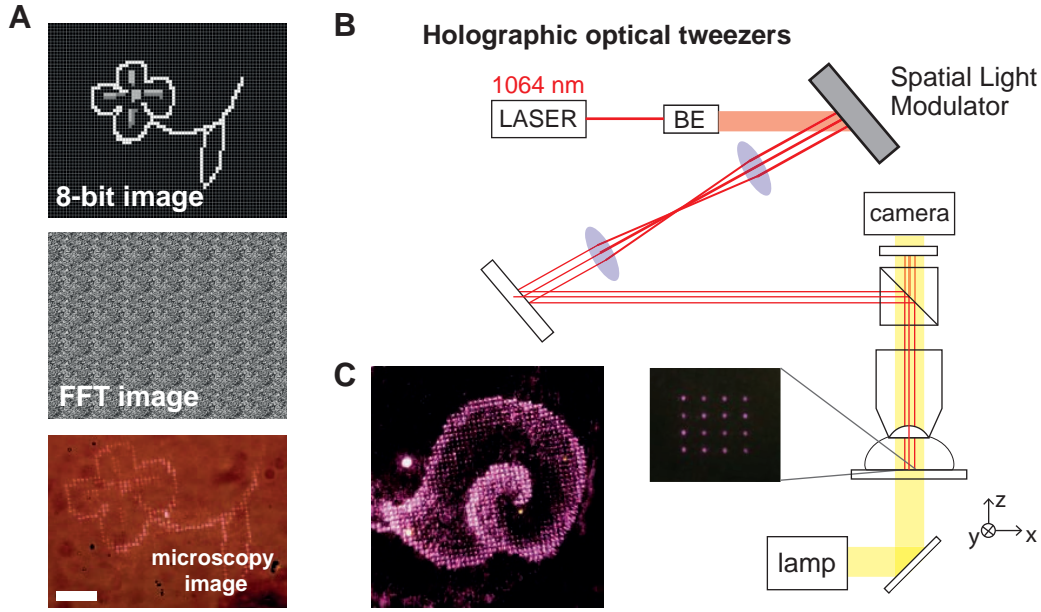 A
8-bit image
FFT image
microscopy
image
B
Holographic optical tweezers
1064 nm
LASER
BE
Spatial Light
Modulator
camera
C
z
y
x
lamp